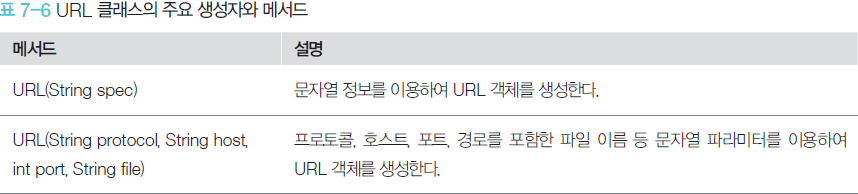 표 7-6 URL 클래스의 주요 생성자와 메서드
메서드 설명
URL(String spec) 문자열 정보를 이용하여 URL 객체를 생성한다.
URL(String protocol, String host, 프로토콜, 호스트, 포트, 경로를 포함한 파일 이름 등 문자열 파라미터를 이용하여
int port, String file) URL 객체를 생성한다.